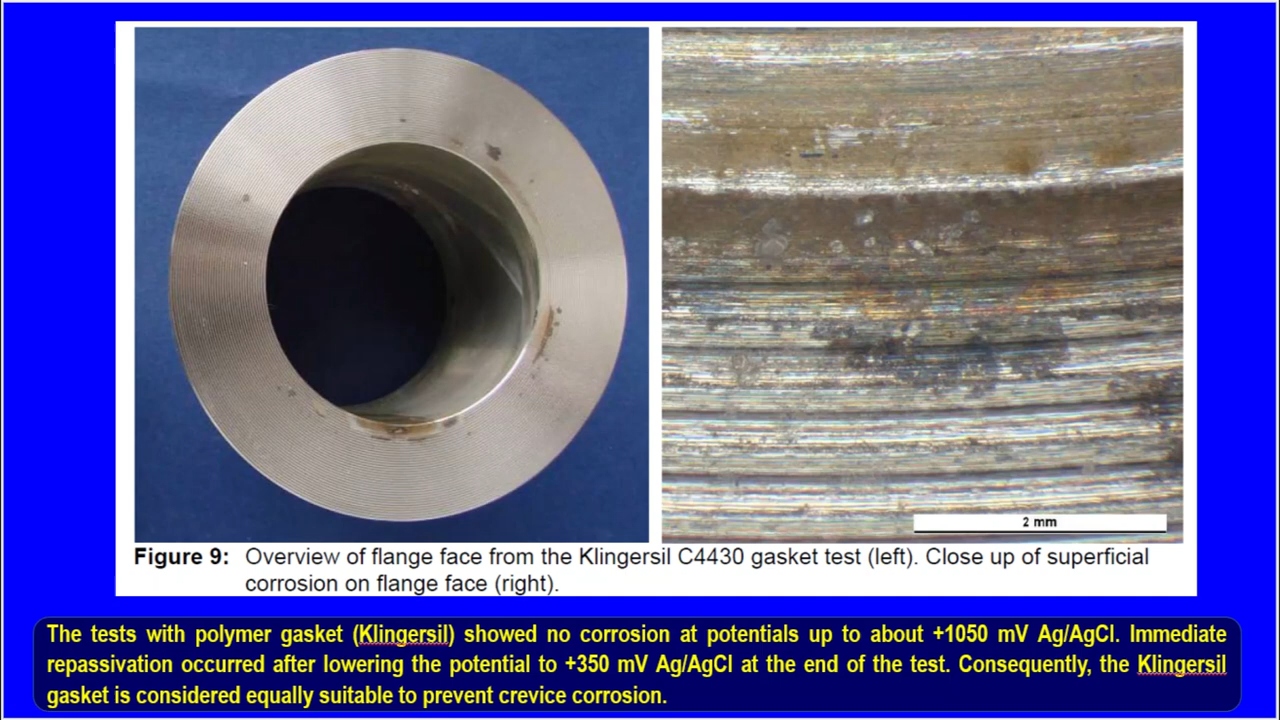 2 mm
Figure 9: Overview of flange face from the Klingersil C4430 gasket test (left). Close up of superficial
corrosion on flange face (right).
The tests with polymer gasket (Klingersil) showed no corrosion at potentials up to about +1050 mV Ag/AgCl. Immediate
repassivation occurred after lowering the potential to +350 mV Ag/AgCl at the end of the test. Consequently, the Klingersil
gasket is considered equally suitable to prevent crevice corrosion.